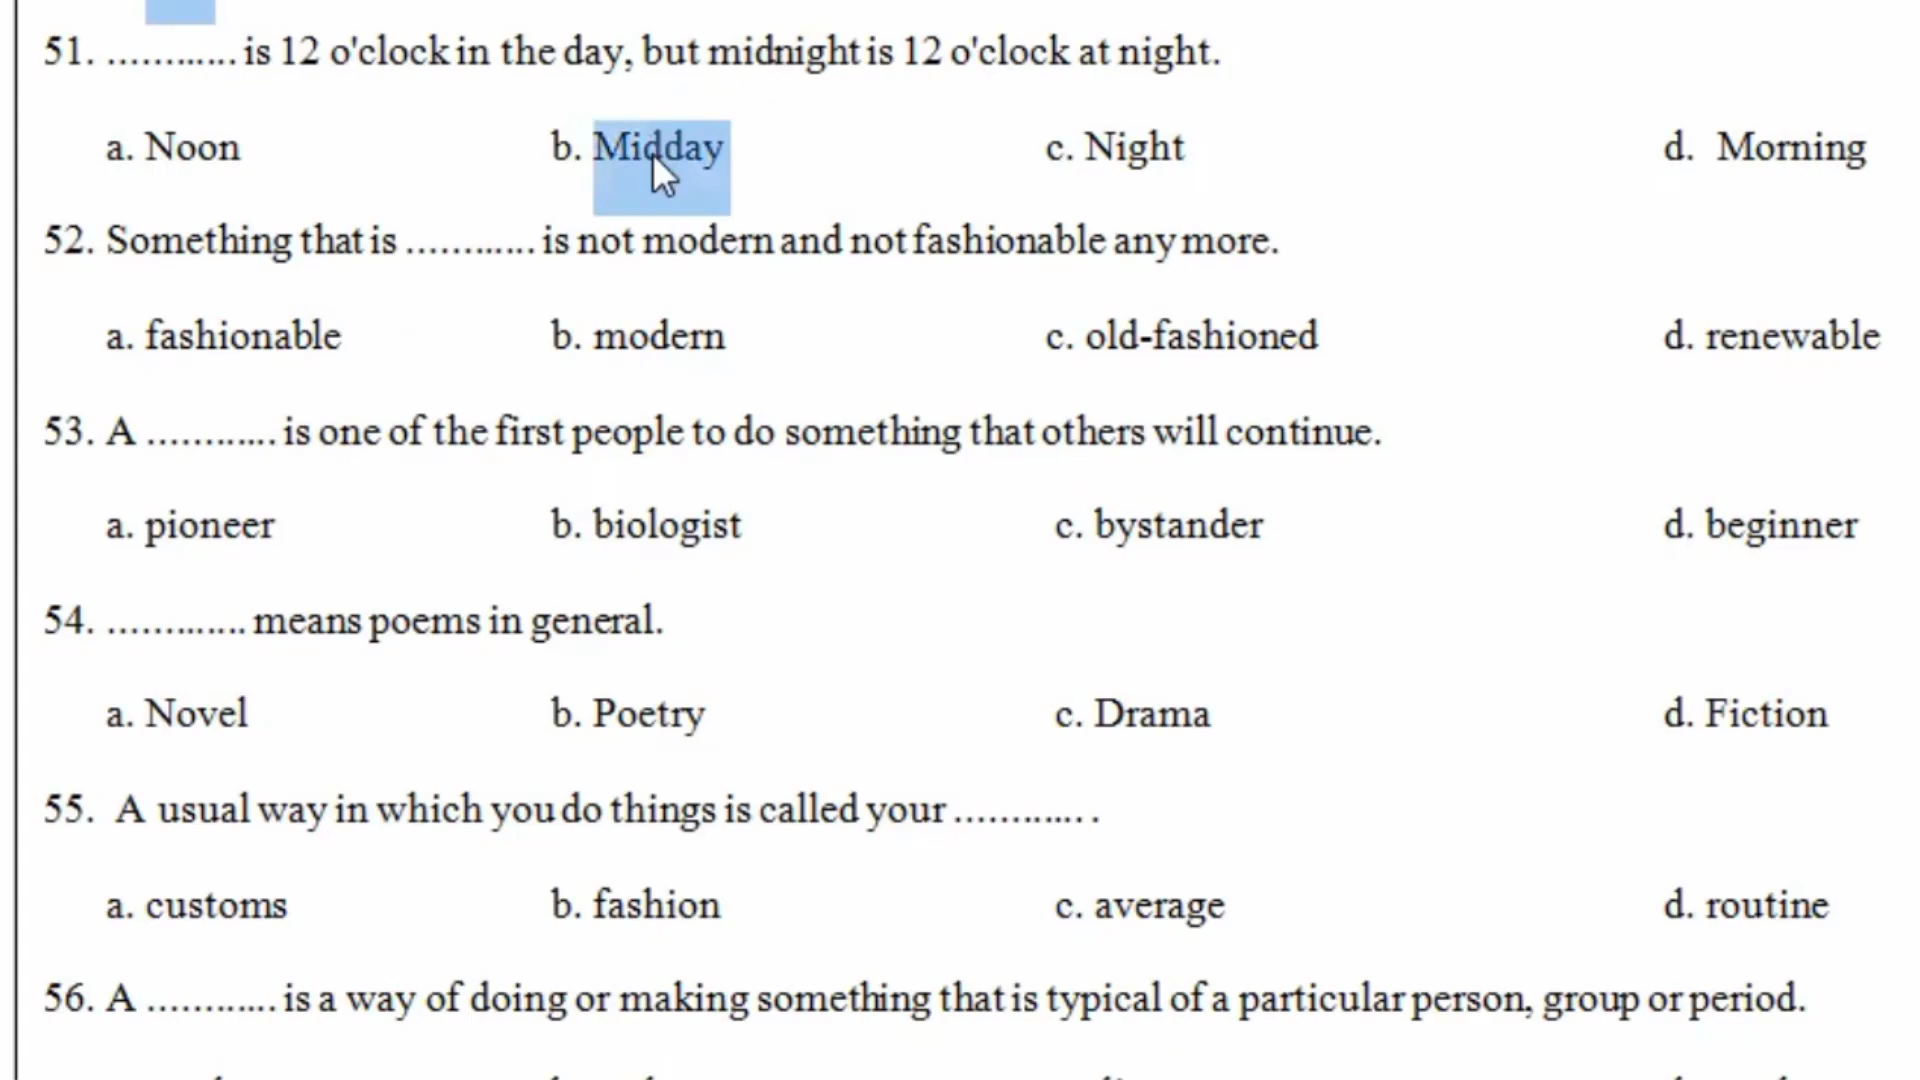 51. ............ is 12 o'clock in the day, but midnight is 12 o'clock at night.
a. Noon b. Midday c. Night d. Morning
52. Something that is ............ is not modern and not fashionable any more.
a. fashionable b. modern c. old-fashioned d. renewable
53. A ............ is one of the first people to do something that others will continue.
a. pioneer b. biologist c. bystander d. beginner
54. ............. means poems in general.
a. Novel b. Poetry c. Drama d. Fiction
55. A usual way in which you do things is called your ............. .
a. customs b. fashion c. average d. routine
56. A ............ is a way of doing or making something that is typical of a particular person, group or period.